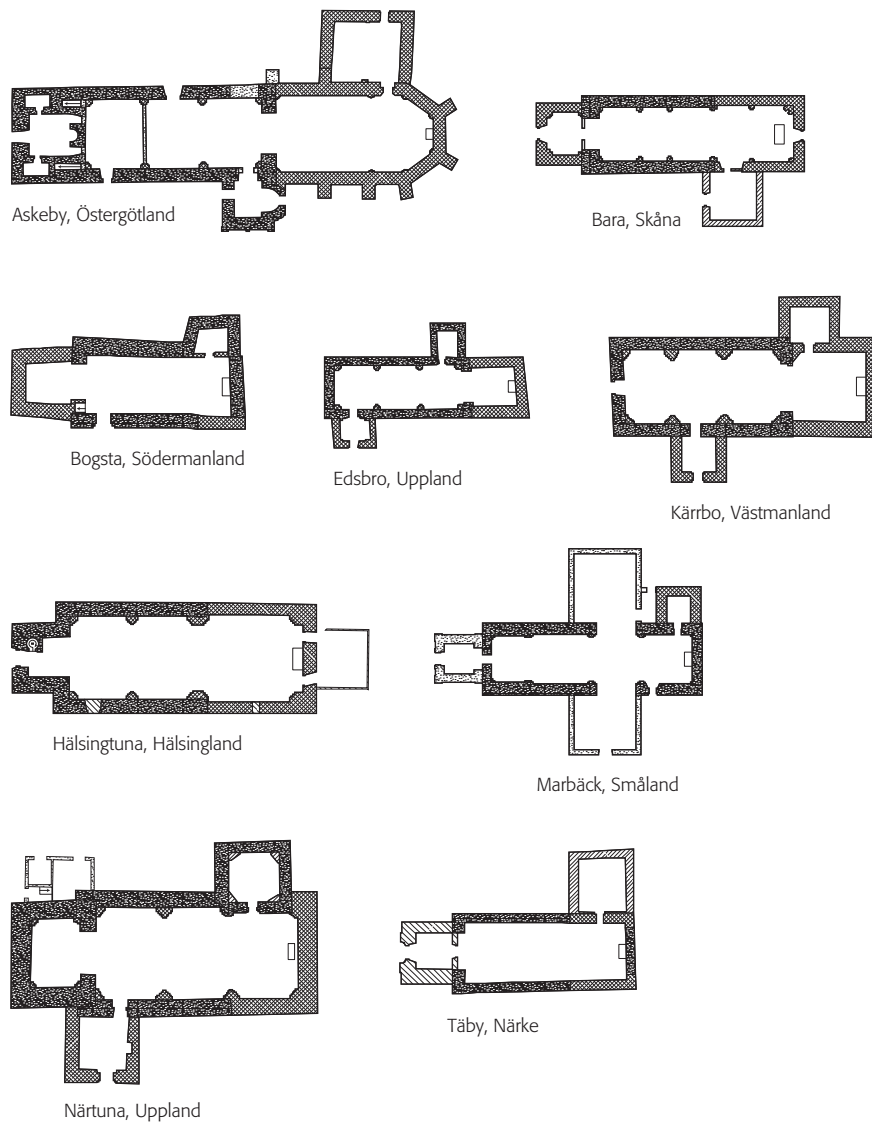 Askeby, Östergötland
Bara, Skåna
Bogsta, Södermanland
Edsbro, Uppland
Kärrbo, Västmanland
Hälsingtuna, Hälsingland
Marbäck, Småland
Närtuna, Uppland
Täby, Närke